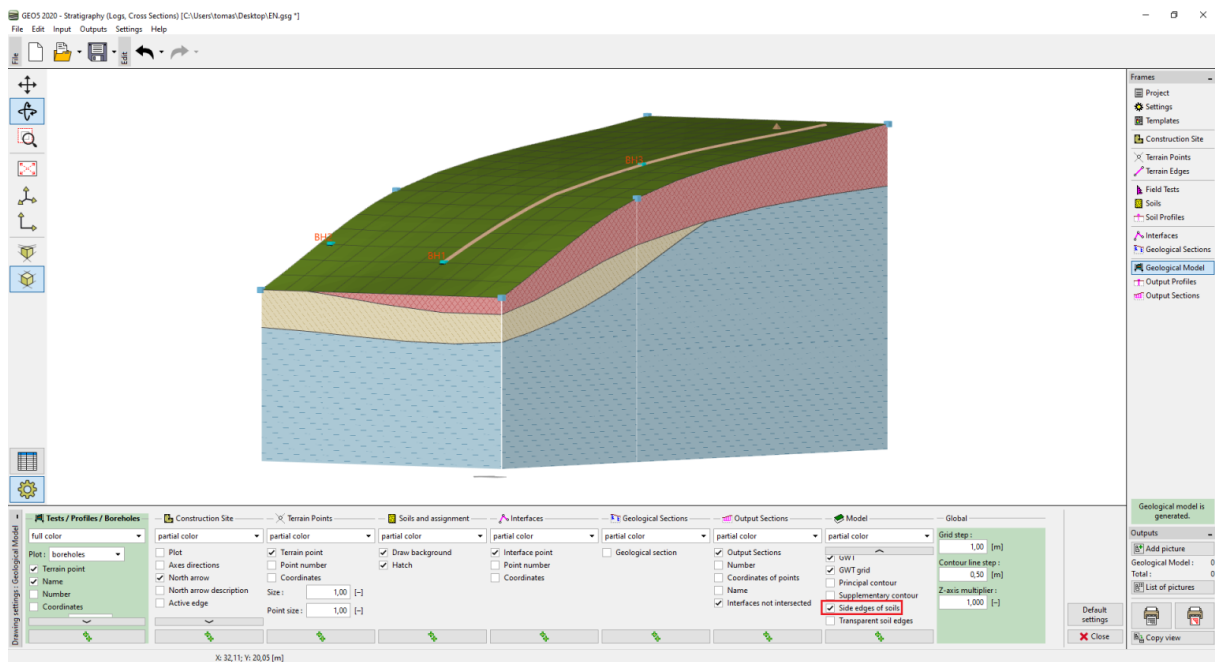 GEO5 2020 - Stratigraphy (Logs, Cross Sections) [C:\Users\tomas\Desktop\EN.gsg *]
File Edit Input Outputs Settings Help
File
Edit
BH3
BH2
BH1
Frames
Project
Settings
Templates
Construction Site
Terrain Points
Terrain Edges
Field Tests
Soils
Soil Profiles
Interfaces
Geological Sections
Geological Model
Output Profiles
Output Sections
Geological model is
generated.
Outputs
Add picture
Geological Model : 0
Total : 0
List of pictures
Copy view
Drawing settings : Geological Model
Tests / Profiles / Boreholes
full color
Plot : boreholes
Terrain point
Name
Number
Coordinates
Construction Site
partial color
Plot
Axes directions
North arrow
North arrow description
Active edge
Terrain Points
partial color
Terrain point
Point number
Coordinates
Size : 1,00 [–]
Point size : 1,00 [–]
Soils and assignment
partial color
Draw background
Hatch
Interfaces
partial color
Interface point
Point number
Coordinates
Geological Sections
partial color
Geological section
Output Sections
partial color
Output Sections
Number
Coordinates of points
Name
Interfaces not intersected
Model
partial color
GWT
GWT grid
Principal contour
Supplementary contour
Side edges of soils
Transparent soil edges
Global
Grid step :
1,00 [m]
Contour line step :
0,50 [m]
Z-axis multiplier :
1,000 [–]
Default
settings
Close
X: 32,11; Y: 20,05 [m]